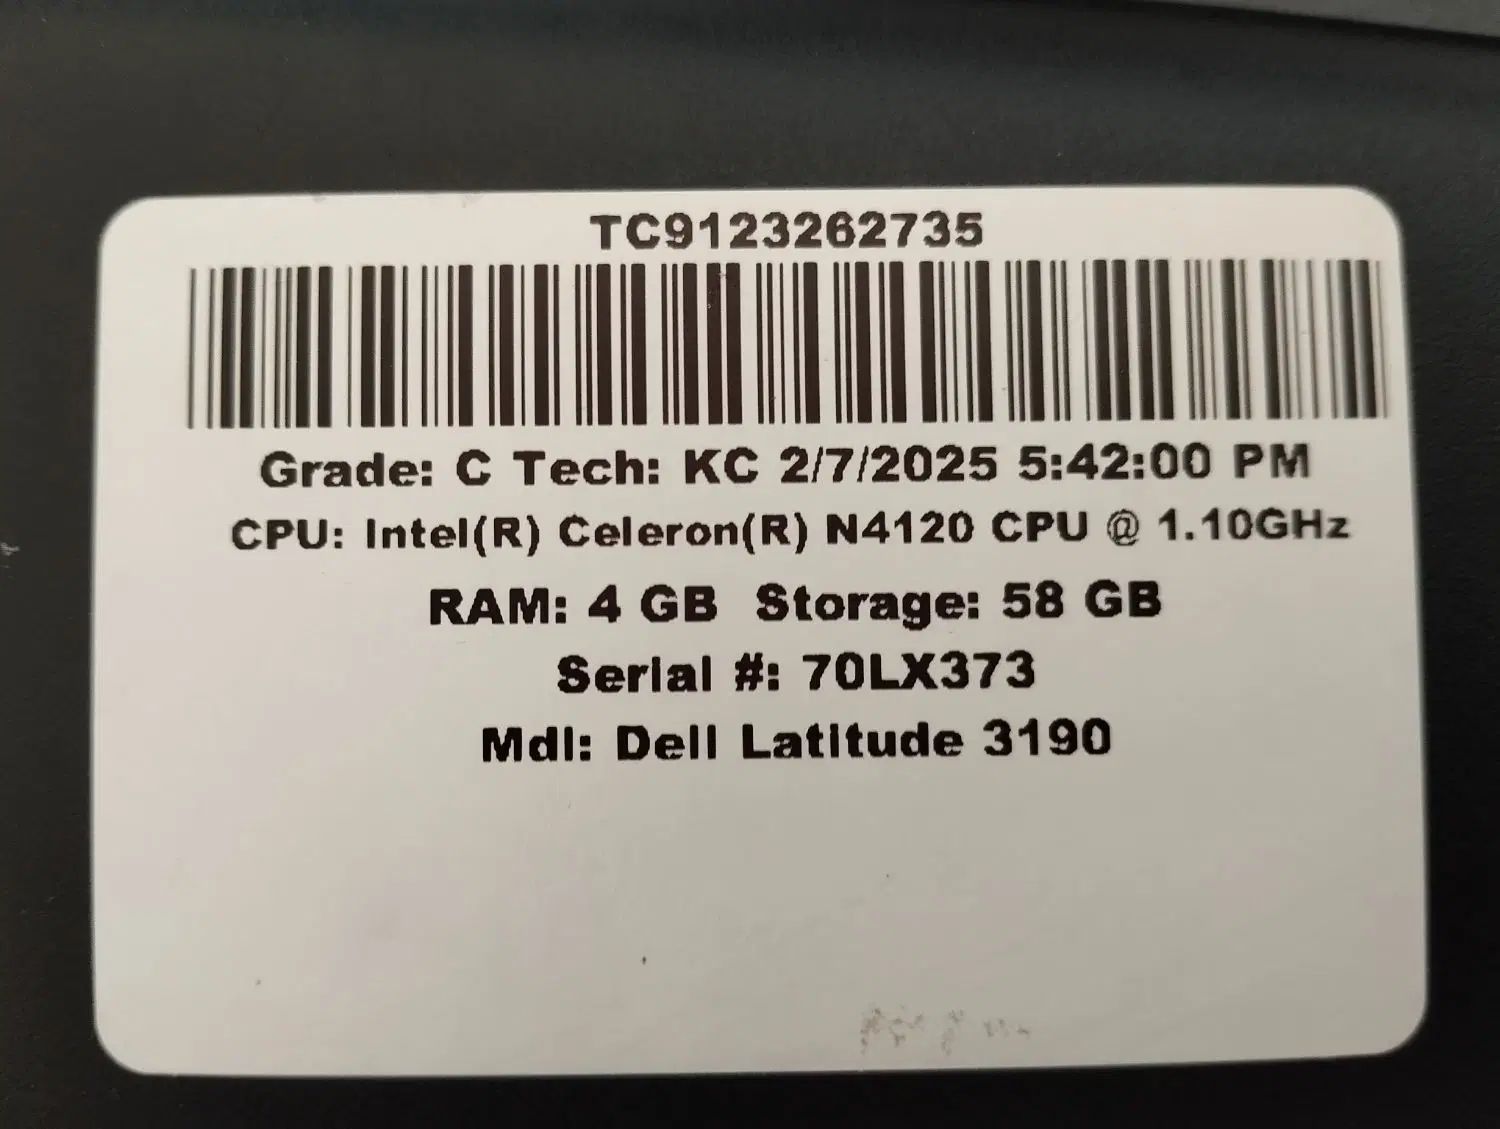 TC9123262735
Grade: C Tech: KC 2/7/2025 5:42:00 PM
CPU: Intel(R) Celeron(R) N4120 CPU @ 1.10GHz
RAM: 4 GB Storage: 58 GB
Serial #: 70LX373
Mdl: Dell Latitude 3190